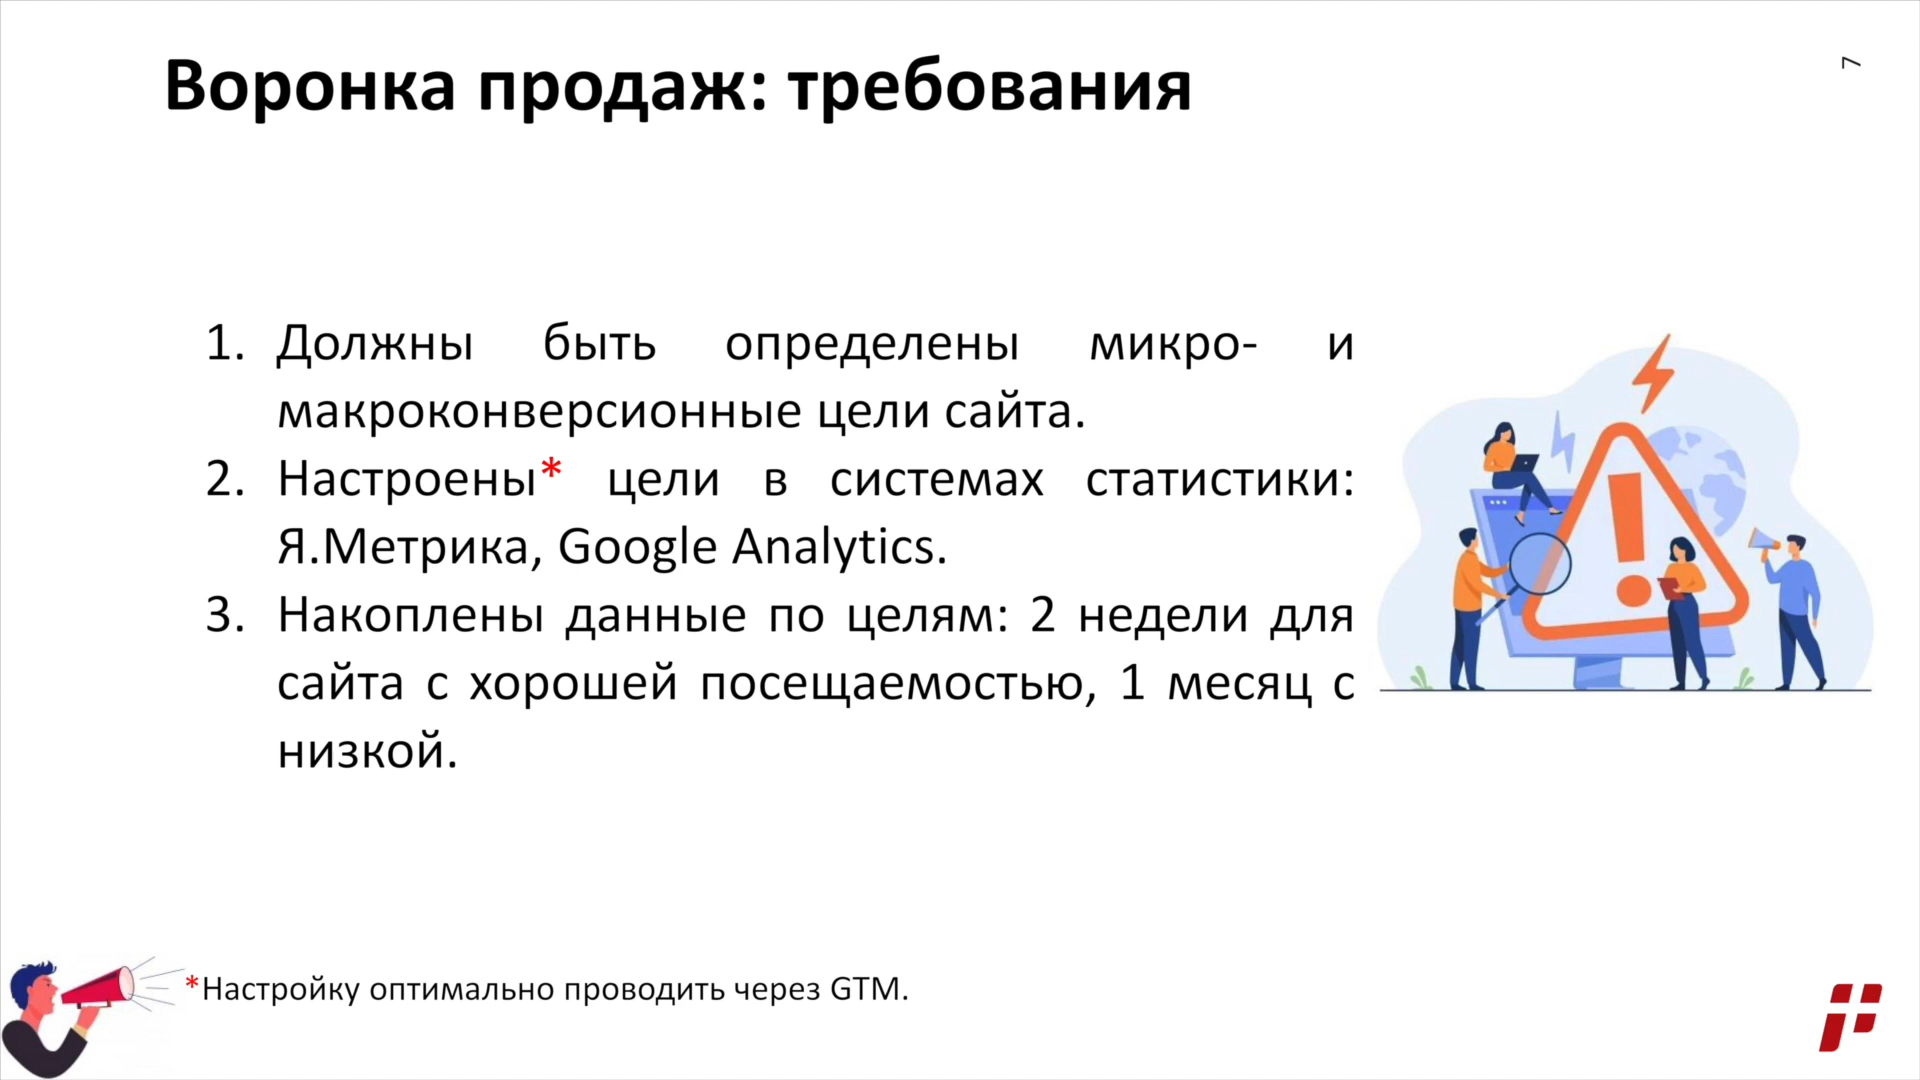 Воронка продаж: требования
7
1. Должны быть определены микро- и
макроконверсионные цели сайта.
2. Настроены* цели в системах статистики:
Я.Метрика, Google Analytics.
3. Накоплены данные по целям: 2 недели для
сайта с хорошей посещаемостью, 1 месяц с
низкой.
*Настройку оптимально проводить через GTM.